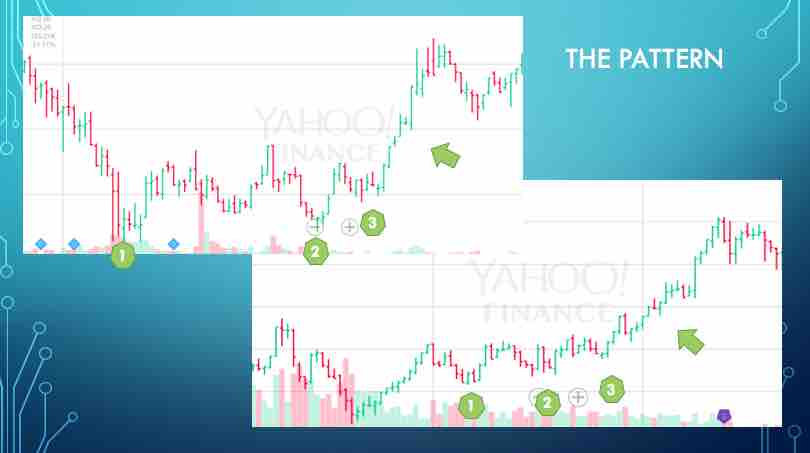 THE PATTERN
YAHOO!
FINANCE
1
2
3
YAHOO!
FINANCE
1
2
3